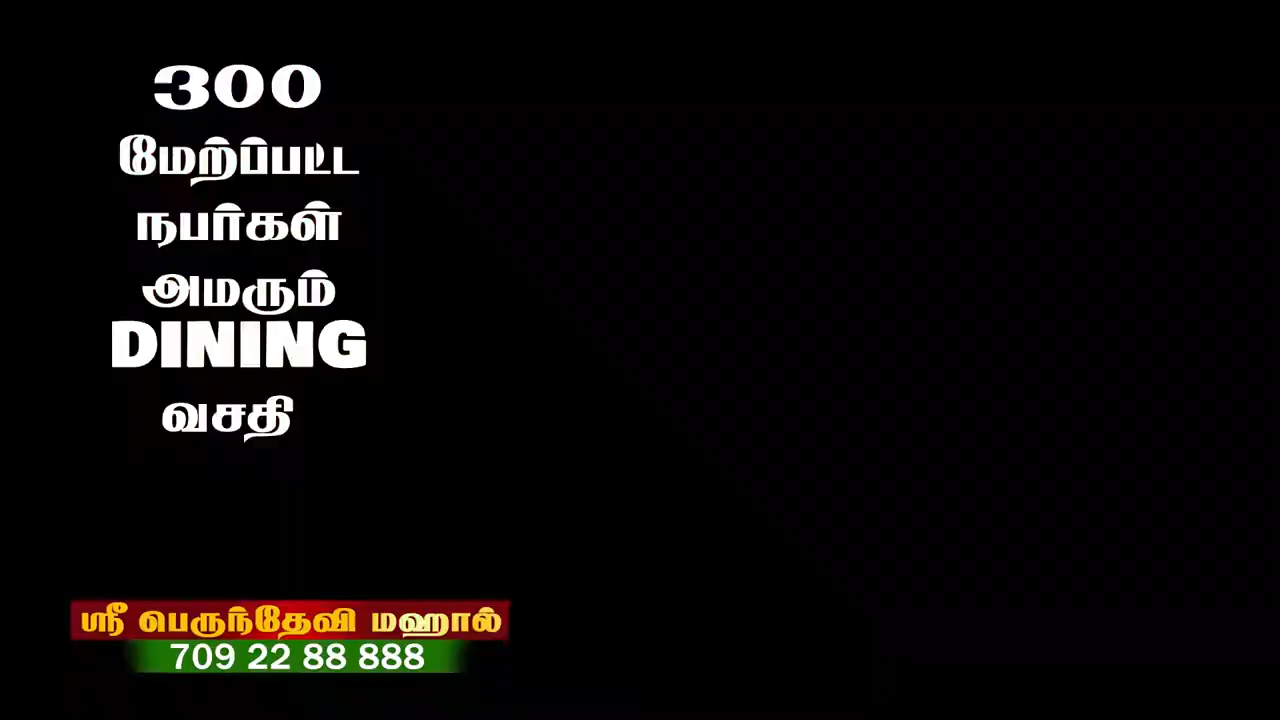 300
மேற்ப்பட்ட
நபர்கள்
அமரும்
DINING
வசதி
ஸ்ரீ பெருந்தேவி மஹால்
709 22 88 888